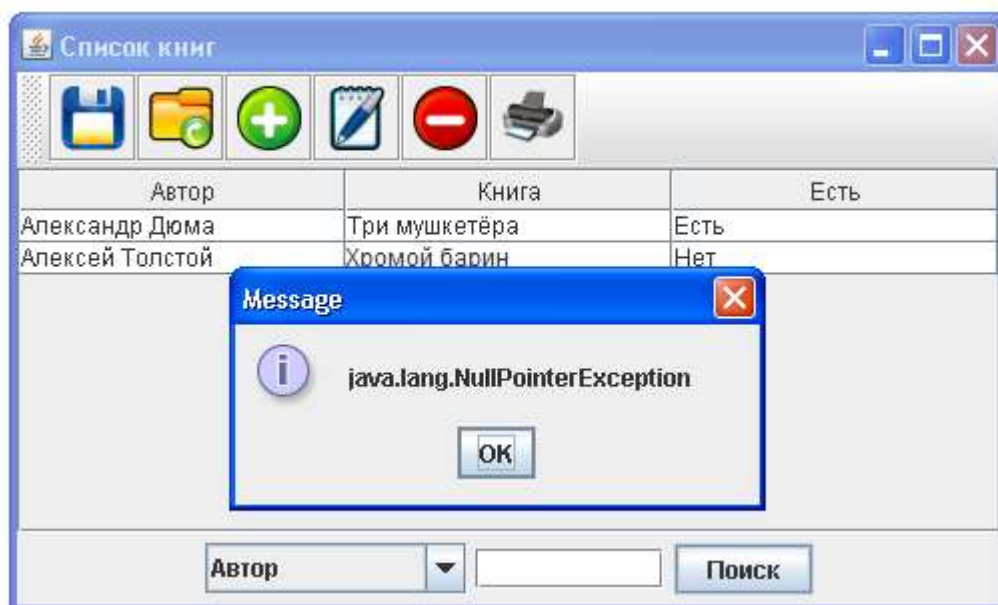 Список книг
Автор Книга Есть
Александр Дюма Три мушкетёра Есть
Алексей Толстой Хромой барин Нет
Message
java.lang.NullPointerException
OK
Автор Поиск